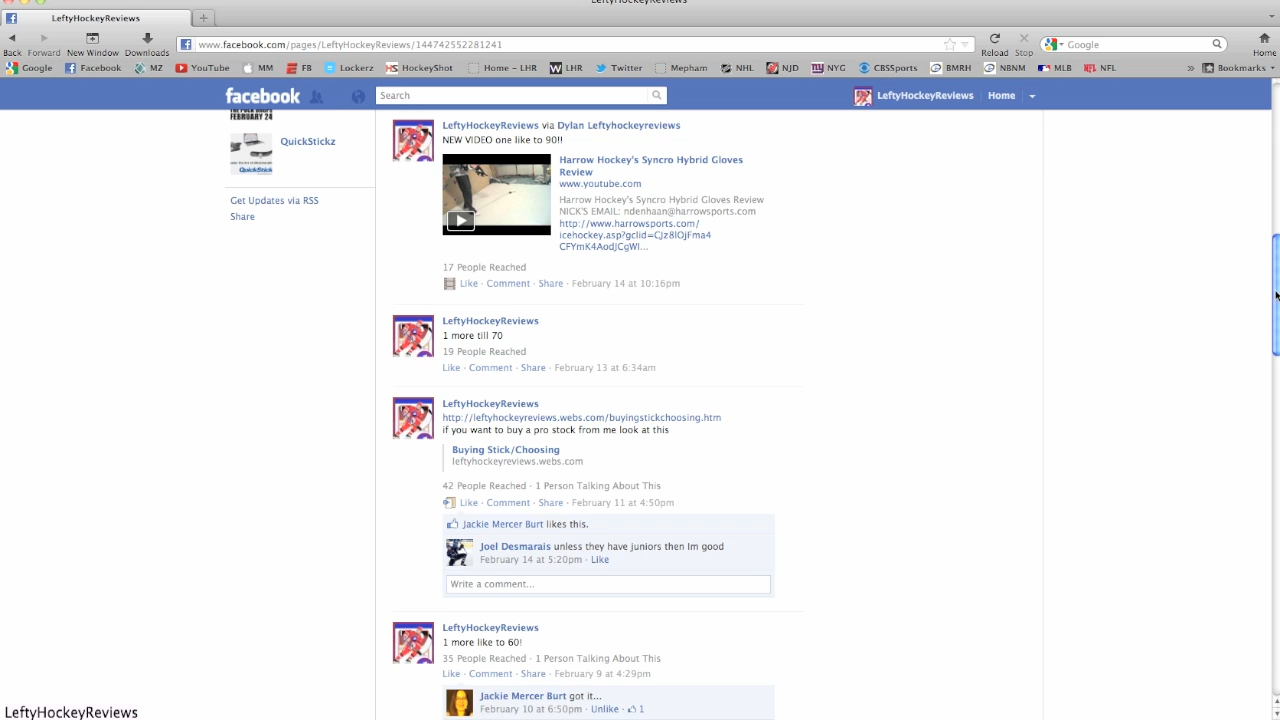 LeftyHockeyReviews
LeftyHockeyReviews
Back Forward New Window Downloads
www.facebook.com/pages/LeftyHockeyReviews/144742552281241
Reload Stop
Google
Home
Google Facebook MZ YouTube MM FB Lockerz HockeyShot Home - LHR LHR Twitter Mepham NHL NJD NYG CBSSports BMRH NBNM MLB NFL » Bookmarks
facebook
Search
LeftyHockeyReviews Home
FEBRUARY 24
QuickStickz
Get Updates via RSS
Share
LeftyHockeyReviews via Dylan Leftyhockeyreviews
NEW VIDEO one like to 90!!
Harrow Hockey's Syncro Hybrid Gloves
Review
www.youtube.com
Harrow Hockey's Syncro Hybrid Gloves Review
NICK'S EMAIL: ndenhaan@harrowsports.com
http://www.harrowsports.com/
icehockey.asp?gclid=CJz8lOjFma4
CFYmK4AodJCgWI...
17 People Reached
Like · Comment · Share · February 14 at 10:16pm
LeftyHockeyReviews
1 more till 70
19 People Reached
Like · Comment · Share · February 13 at 6:34am
LeftyHockeyReviews
http://leftyhockeyreviews.webs.com/buyingstickchoosing.htm
if you want to buy a pro stock from me look at this
Buying Stick/Choosing
leftyhockeyreviews.webs.com
42 People Reached · 1 Person Talking About This
Like · Comment · Share · February 11 at 4:50pm
Jackie Mercer Burt likes this.
Joel Desmarais unless they have juniors then Im good
February 14 at 5:20pm · Like
Write a comment...
LeftyHockeyReviews
1 more like to 60!
35 People Reached · 1 Person Talking About This
Like · Comment · Share · February 9 at 4:29pm
Jackie Mercer Burt got it...
February 10 at 6:50pm · Unlike · 1
LeftyHockeyReviews